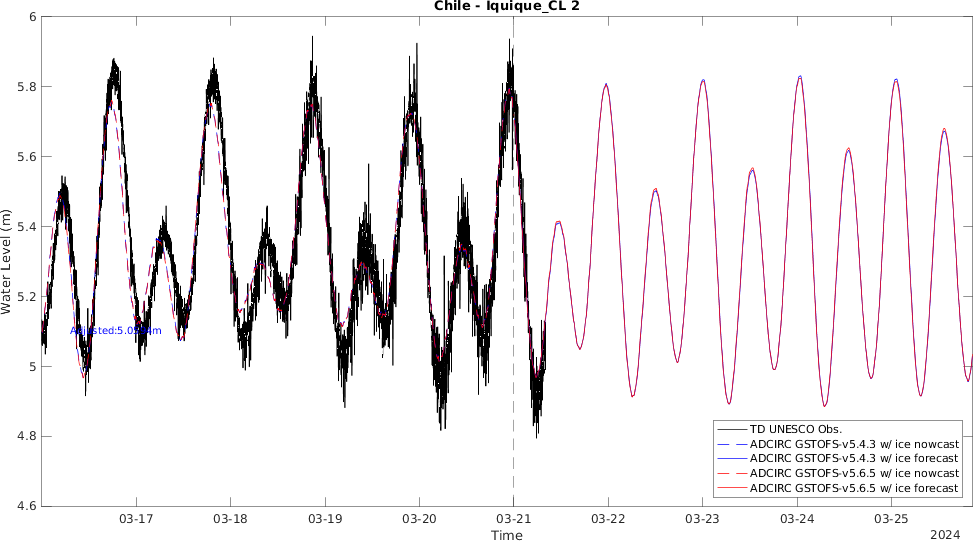 Chile - Iquique_CL 2
6
5.8
5.6
5.4
5.2
5
4.8
4.6
Water Level (m)
TD UNESCO Obs.
ADCIRC GSTOFS-v5.4.3 w/ ice nowcast
ADCIRC GSTOFS-v5.4.3 w/ ice forecast
ADCIRC GSTOFS-v5.6.5 w/ ice nowcast
ADCIRC GSTOFS-v5.6.5 w/ ice forecast
03-17 03-18 03-19 03-20 03-21 03-22 03-23 03-24 03-25
Time
2024